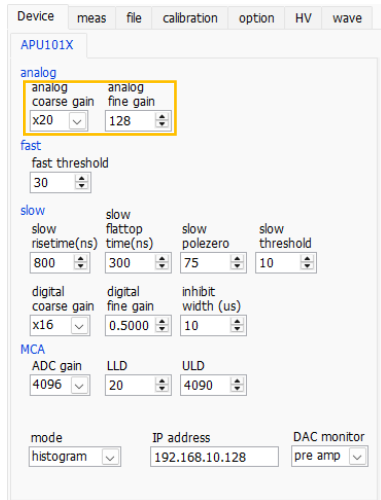 Device meas file calibration option HV wave
APU101X
analog
analog analog
coarse gain fine gain
x20 128
fast
fast threshold
30
slow
slow slow slow slow
risetime(ns) flattop time(ns) polezero threshold
800 300 75 10
digital digital inhibit
coarse gain fine gain width (us)
x16 0.5000 10
MCA
ADC gain LLD ULD
4096 20 4090
mode IP address DAC monitor
histogram 192.168.10.128 pre amp